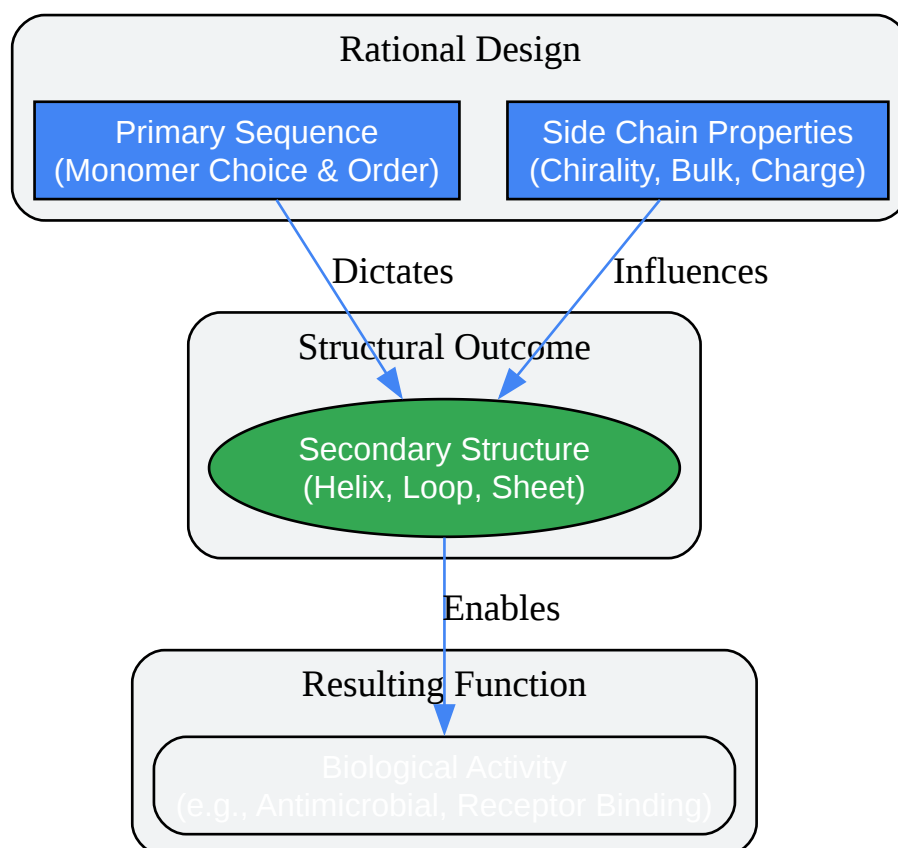 Rational Design
Primary Sequence
(Monomer Choice & Order)
Side Chain Properties
(Chirality, Bulk, Charge)
Dictates
Influences
Structural Outcome
Secondary Structure
(Helix, Loop, Sheet)
Enables
Resulting Function
Biological Activity
(e.g., Antimicrobial, Receptor Binding)